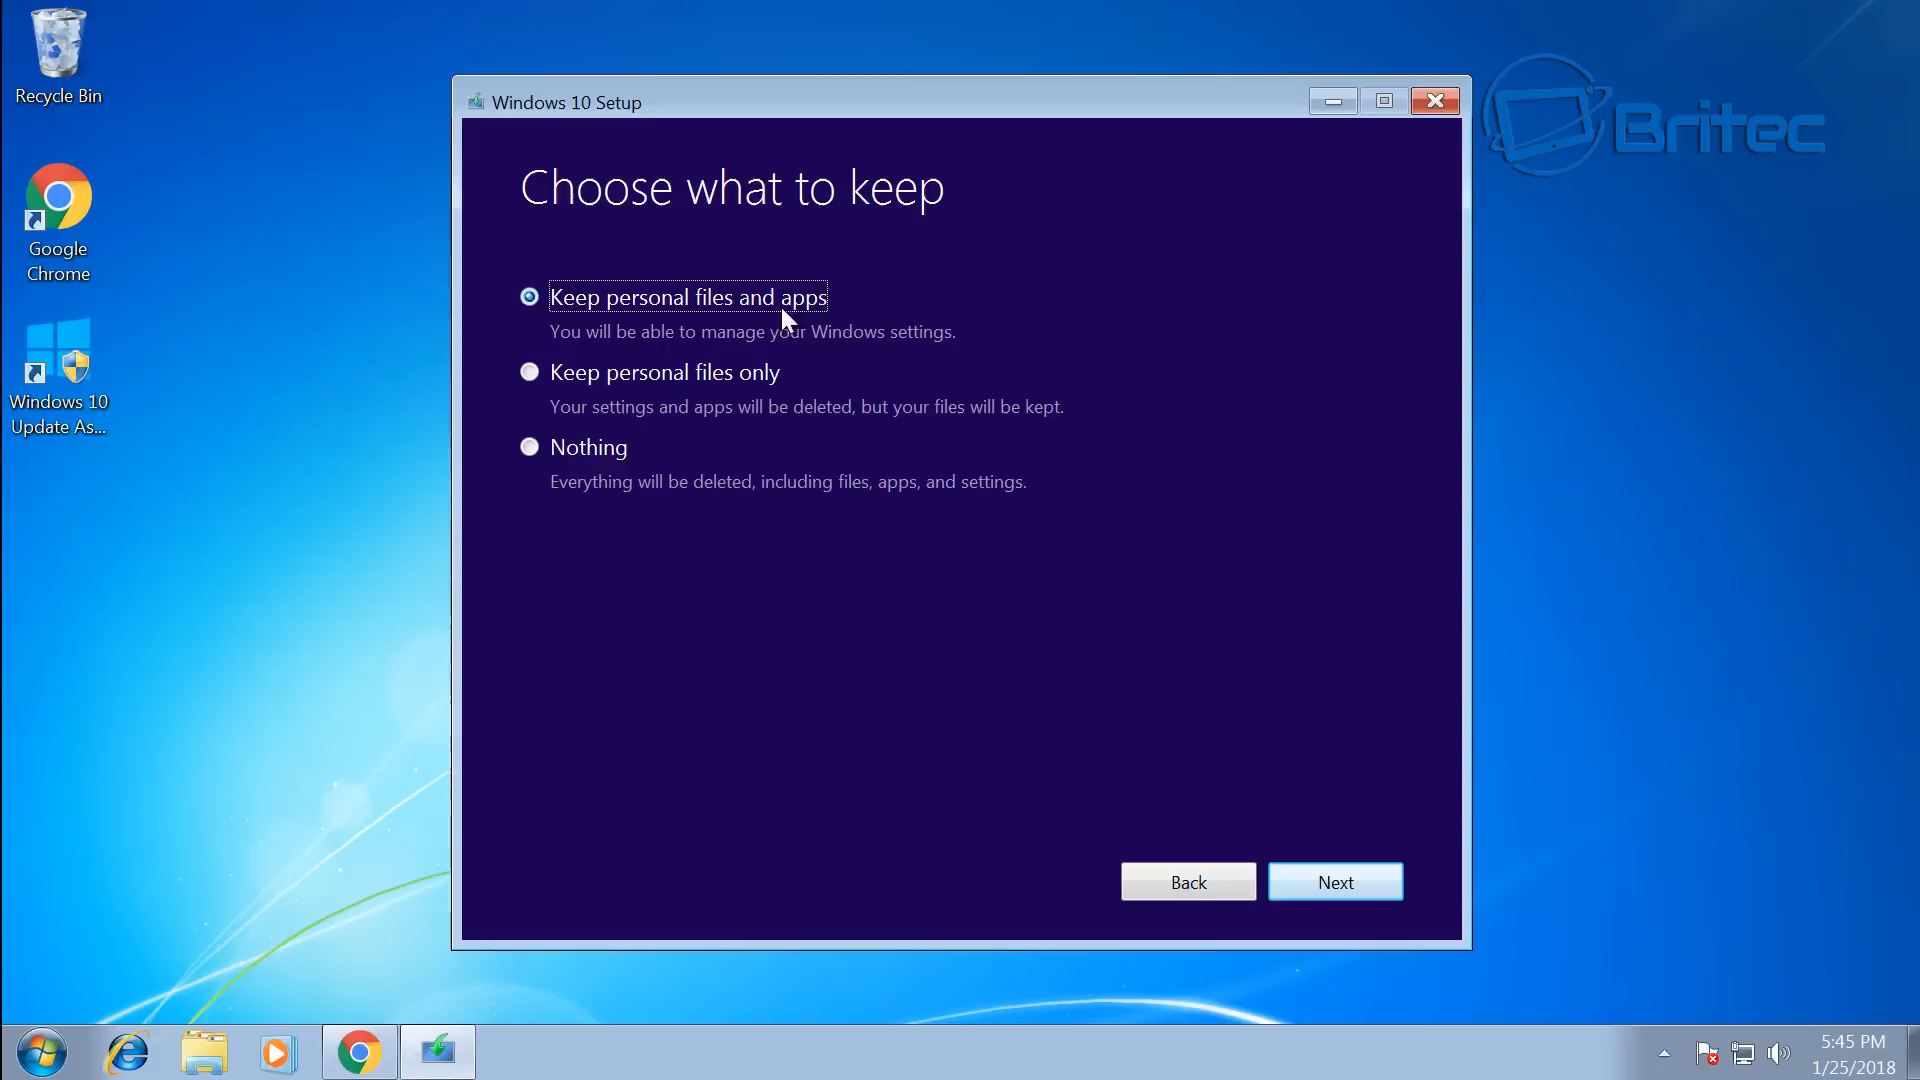 Recycle Bin
Google
Chrome
Windows 10
Update As...
Windows 10 Setup
Britec
Choose what to keep
Keep personal files and apps
You will be able to manage your Windows settings.
Keep personal files only
Your settings and apps will be deleted, but your files will be kept.
Nothing
Everything will be deleted, including files, apps, and settings.
Back
Next
5:45 PM
1/25/2018